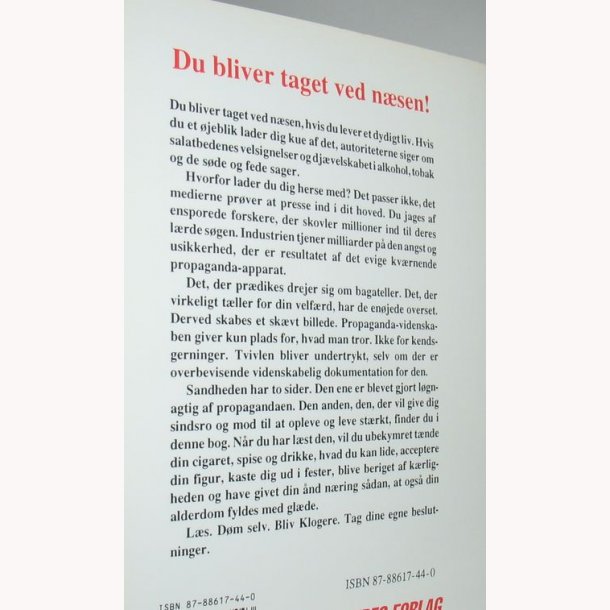 Du bliver taget ved næsen!
Du bliver taget ved næsen, hvis du lever et dydigt liv. Hvis
du et øjeblik lader dig kue af det, autoriteterne siger om
salatbedenes velsignelser og djævelskabet i alkohol, tobak
og de søde og fede sager.
Hvorfor lader du dig herse med? Det passer ikke, det
medierne prøver at presse ind i dit hoved. Du jages af
ensporede forskere, der skovler millioner ind til deres
lærde søgen. Industrien tjener milliarder på den angst og
usikkerhed, der er resultatet af det evige kværnende
propaganda-apparat.
Det, der prædikes drejer sig om bagateller. Det, der
virkeligt tæller for din velfærd, har de enøjede overset.
Derved skabes et skævt billede. Propaganda-videnska-
ben giver kun plads for, hvad man tror. Ikke for kends-
gerninger. Tvivlen bliver undertrykt, selv om der er
overbevisende videnskabelig dokumentation for den.
Sandheden har to sider. Den ene er blevet gjort løgn-
agtig af propagandaen. Den anden, den, der vil give dig
sindsro og mod til at opleve og leve stærkt, finder du i
denne bog. Når du har læst den, vil du ubekymret tænde
din cigaret, spise og drikke, hvad du kan lide, acceptere
din figur, kaste dig ud i fester, blive beriget af kærlig-
heden og have givet din ånd næring sådan, at også din
alderdom fyldes med glæde.
Læs. Døm selv. Bliv Klogere. Tag dine egne beslut-
ninger.
ISBN 87-88617-44-0
ISBN 87-88617-44-0
FORLAG